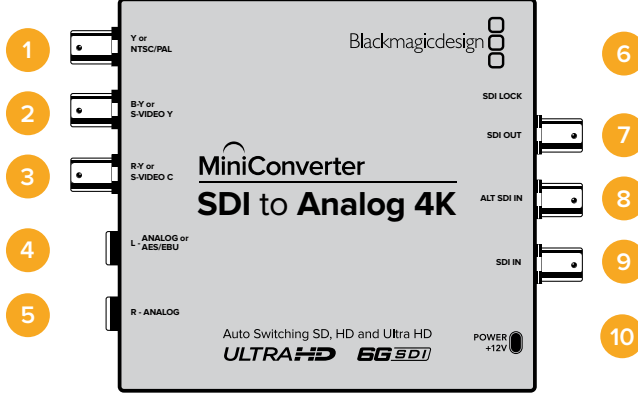 1
Y or
NTSC/PAL
2
B-Y or
S-VIDEO Y
3
R-Y or
S-VIDEO C
4
L - ANALOG or
AES/EBU
5
R - ANALOG
Blackmagicdesign
MiniConverter
SDI to Analog 4K
Auto Switching SD, HD and Ultra HD
ULTRA HD 6G SDI
SDI LOCK
6
SDI OUT
7
ALT SDI IN
8
SDI IN
9
POWER
+12V
10